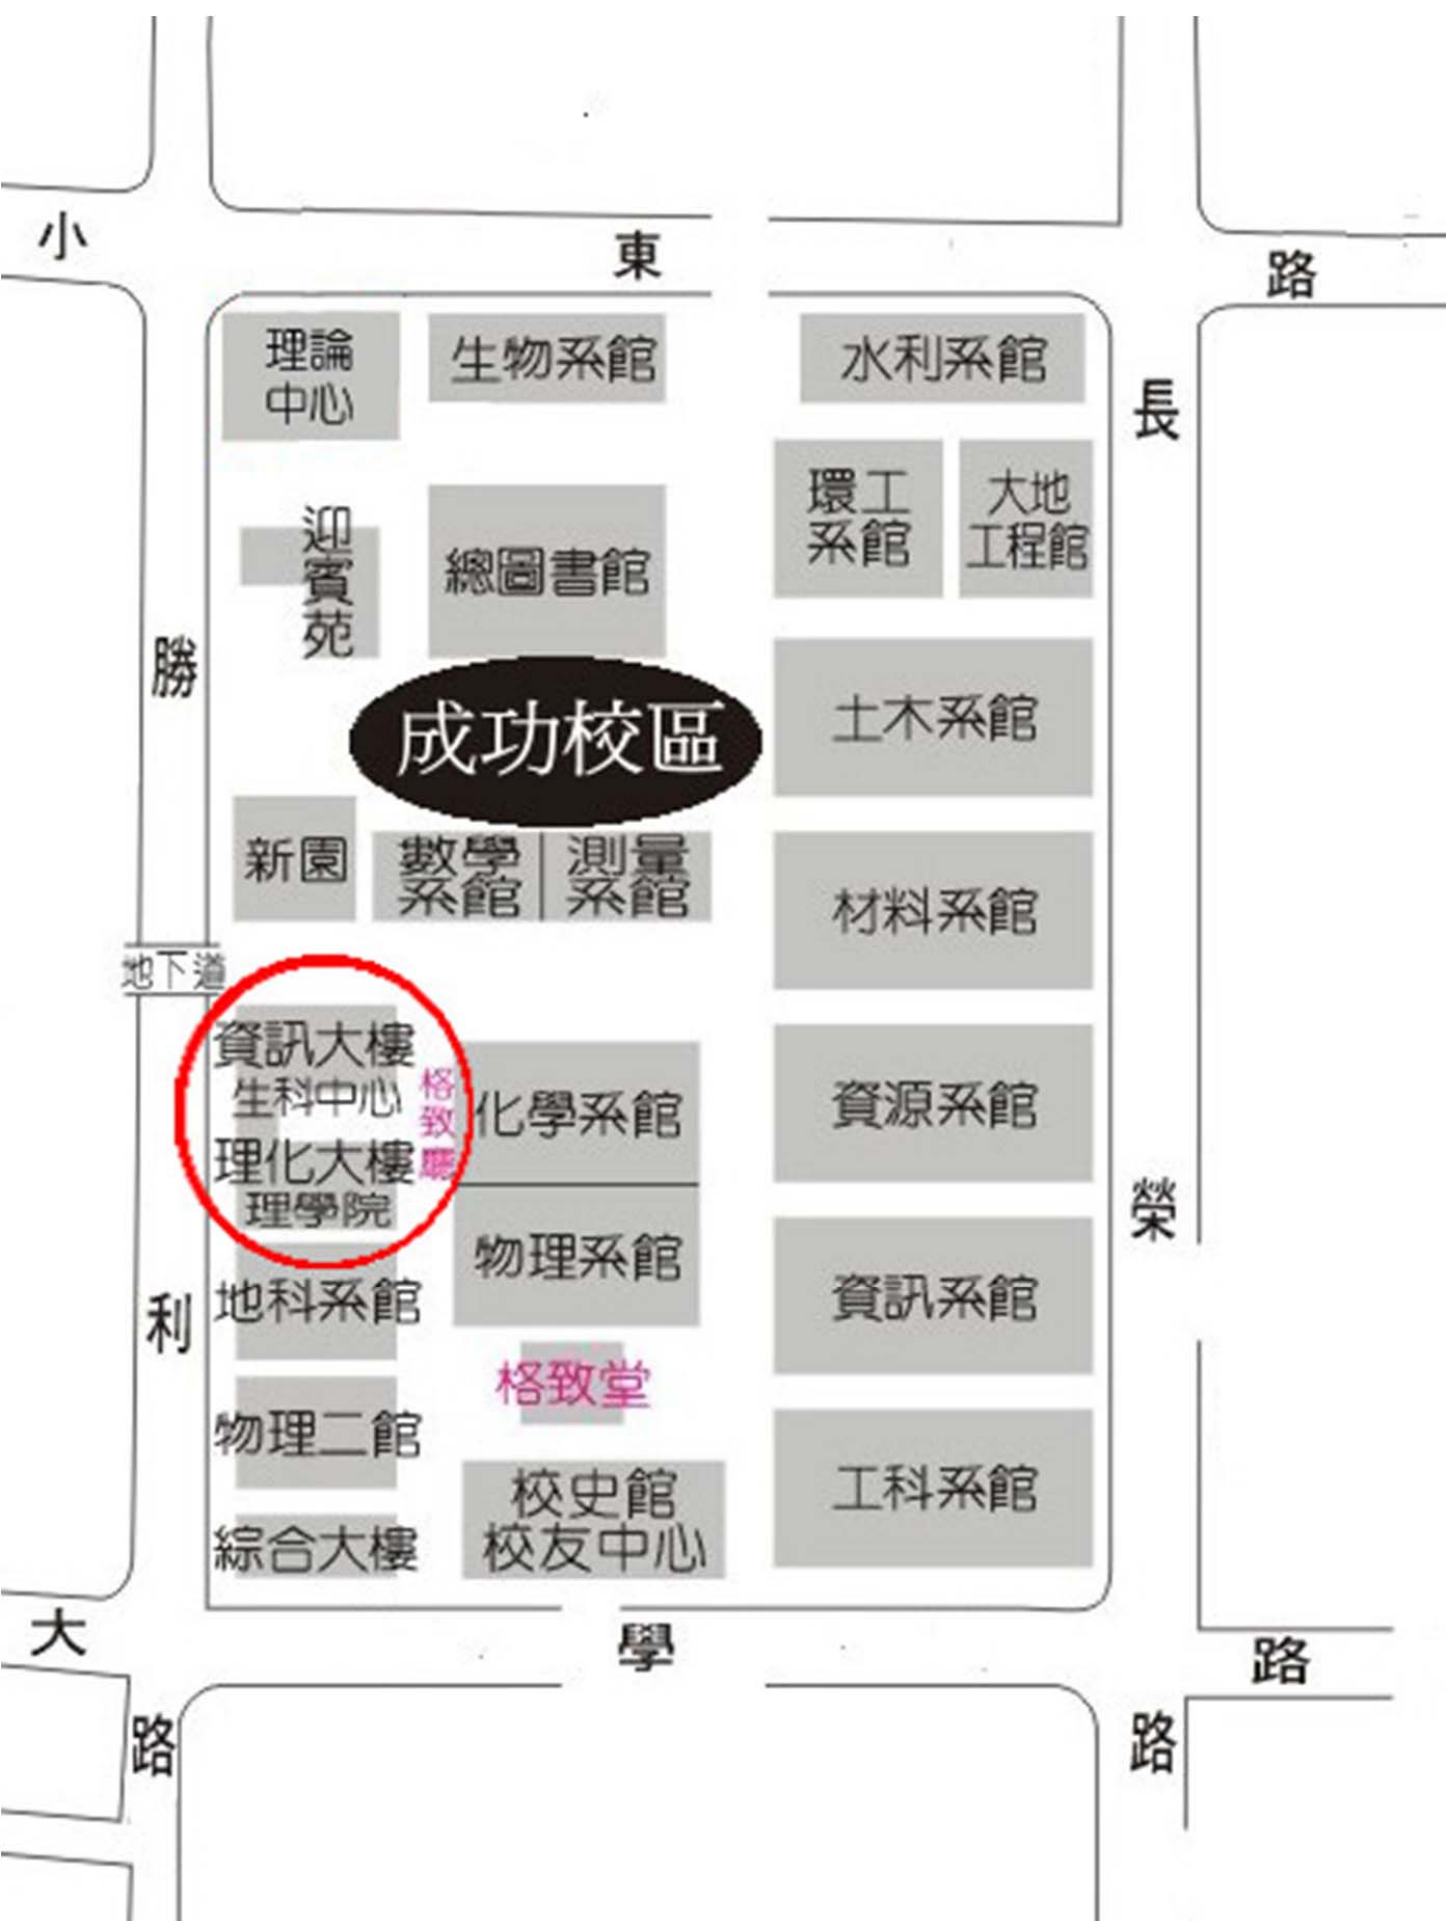 小東路
理論
中心
生物系館
水利系館
長榮路
環工
系館
大地
工程館
迎賓苑
總圖書館
勝利路
土木系館
成功校區
新園
數學
系館
測量
系館
材料系館
地下道
資訊大樓
生科中心
格致廳
理化大樓
理學院
化學系館
資源系館
物理系館
地科系館
資訊系館
格致堂
物理二館
校史館
校友中心
工科系館
綜合大樓
大學路